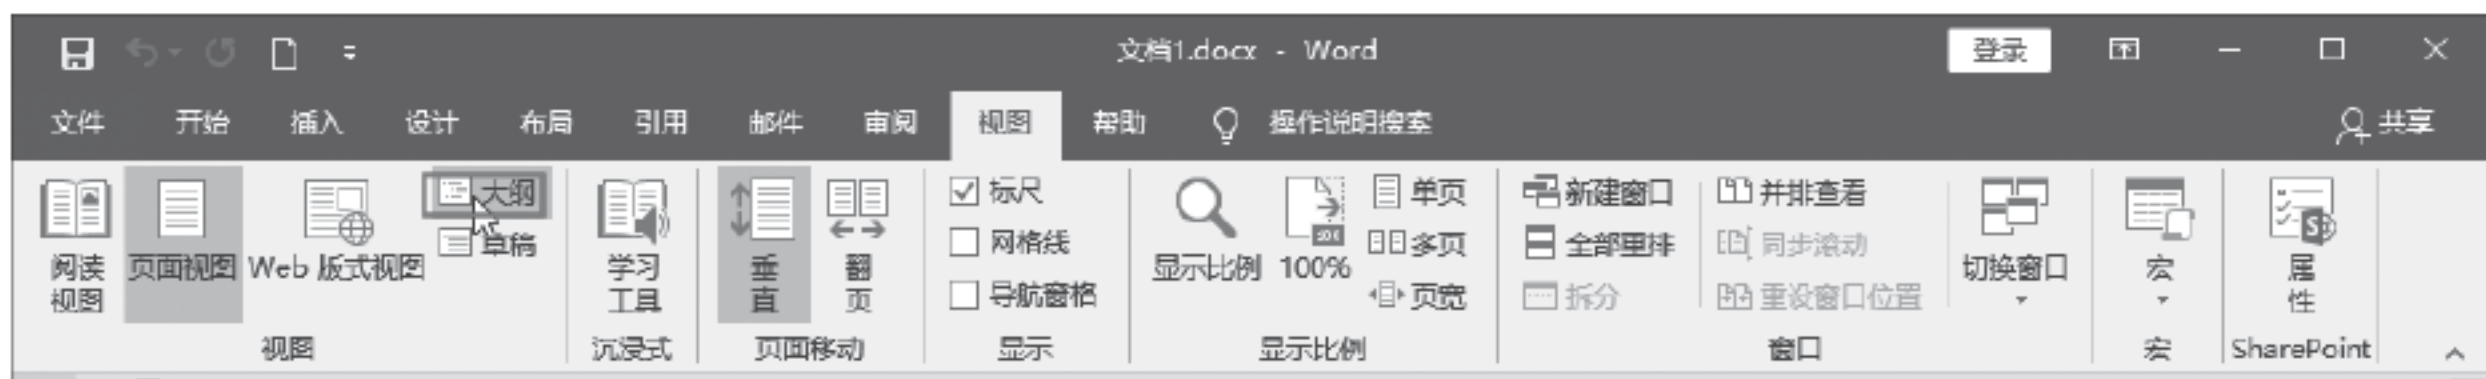 文档1.docx - Word
登录
文件 开始 插入 设计 布局 引用 邮件 审阅 视图 帮助 操作说明搜索 共享
阅读
视图
页面视图
Web 版式视图
大纲
草稿
视图
学习
工具
沉浸式
垂
直
翻
页
页面移动
标尺
网格线
导航窗格
显示
显示比例
100%
单页
多页
页宽
显示比例
新建窗口
全部重排
拆分
并排查看
同步滚动
重设窗口位置
切换窗口
窗口
宏
宏
属
性
SharePoint